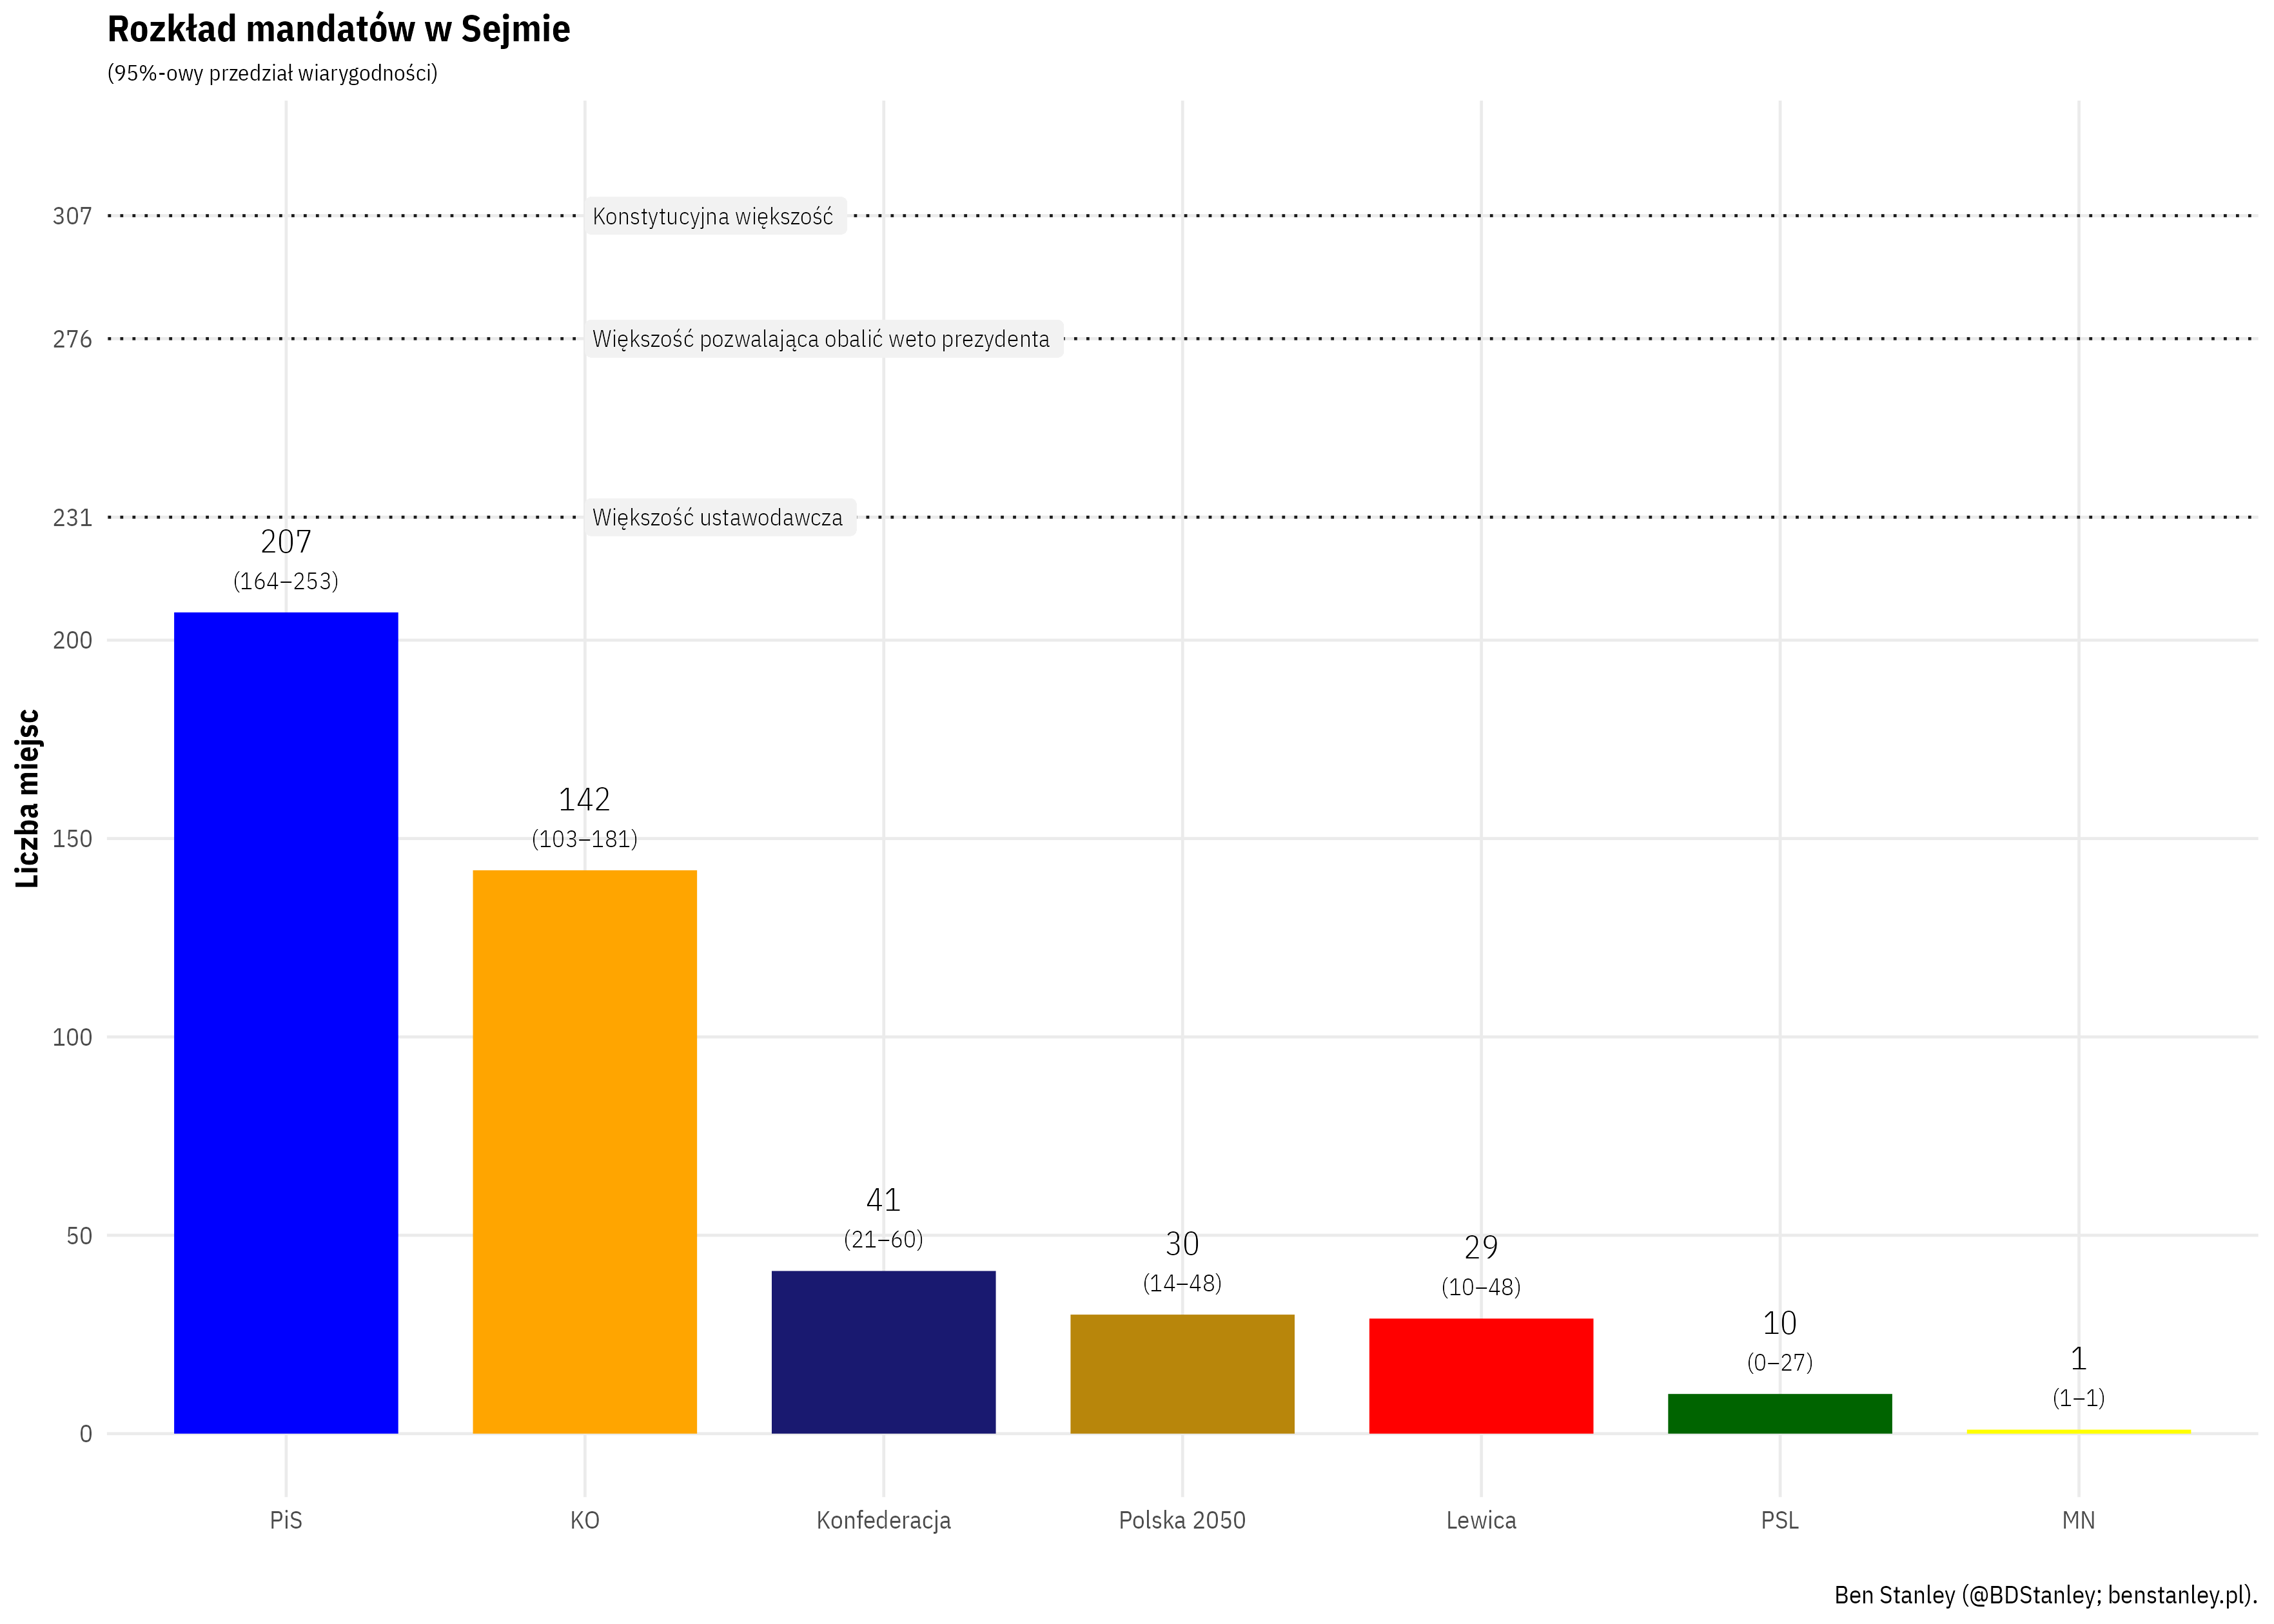 Rozkład mandatów w Sejmie
(95%-owy przedział wiarygodności)
Liczba miejsc
307
Konstytucyjna większość
276
Większość pozwalająca obalić weto prezydenta
231
Większość ustawodawcza
200
150
100
50
0
207
(164–253)
142
(103–181)
41
(21–60)
30
(14–48)
29
(10–48)
10
(0–27)
1
(1–1)
PiS
KO
Konfederacja
Polska 2050
Lewica
PSL
MN
Ben Stanley (@BDStanley; benstanley.pl).